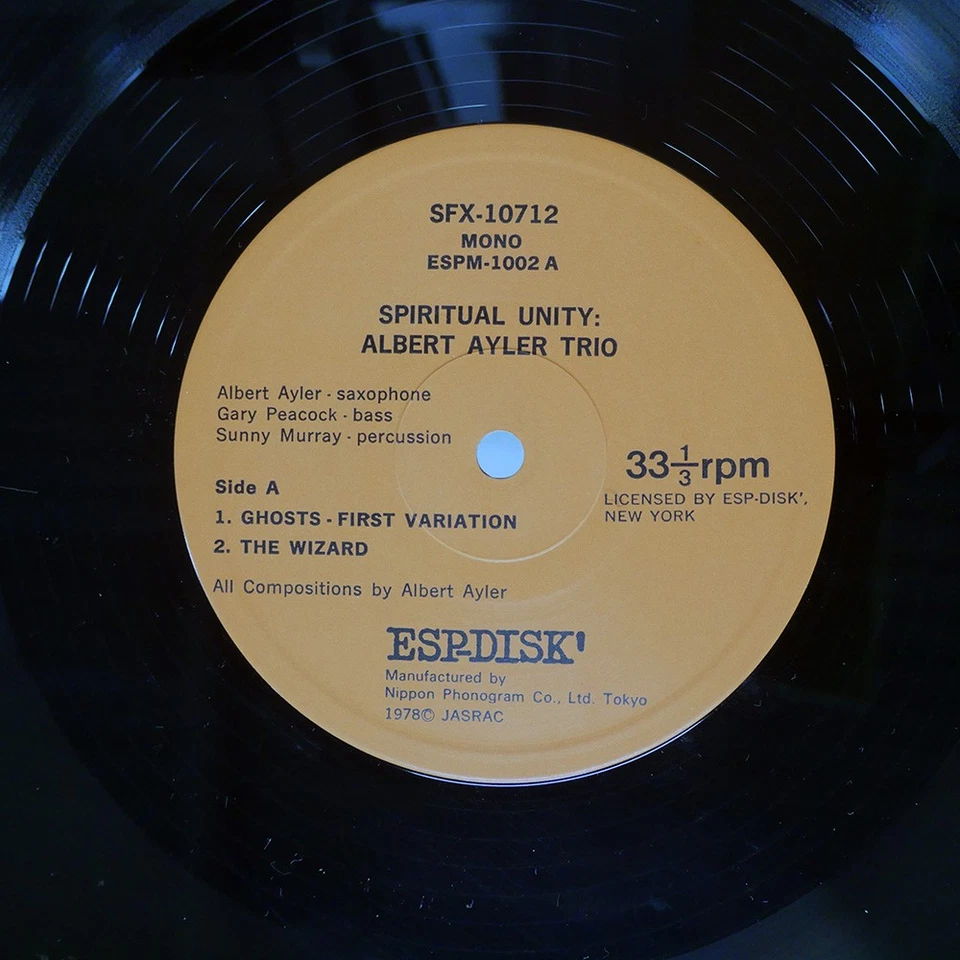 SFX-10712
MONO
ESPM-1002 A
SPIRITUAL UNITY:
ALBERT AYLER TRIO
Albert Ayler - saxophone
Gary Peacock - bass
Sunny Murray - percussion
33 1/3 rpm
LICENSED BY ESP-DISK',
NEW YORK
Side A
1. GHOSTS - FIRST VARIATION
2. THE WIZARD
All Compositions by Albert Ayler
ESP-DISK'
Manufactured by
Nippon Phonogram Co., Ltd. Tokyo
1978© JASRAC